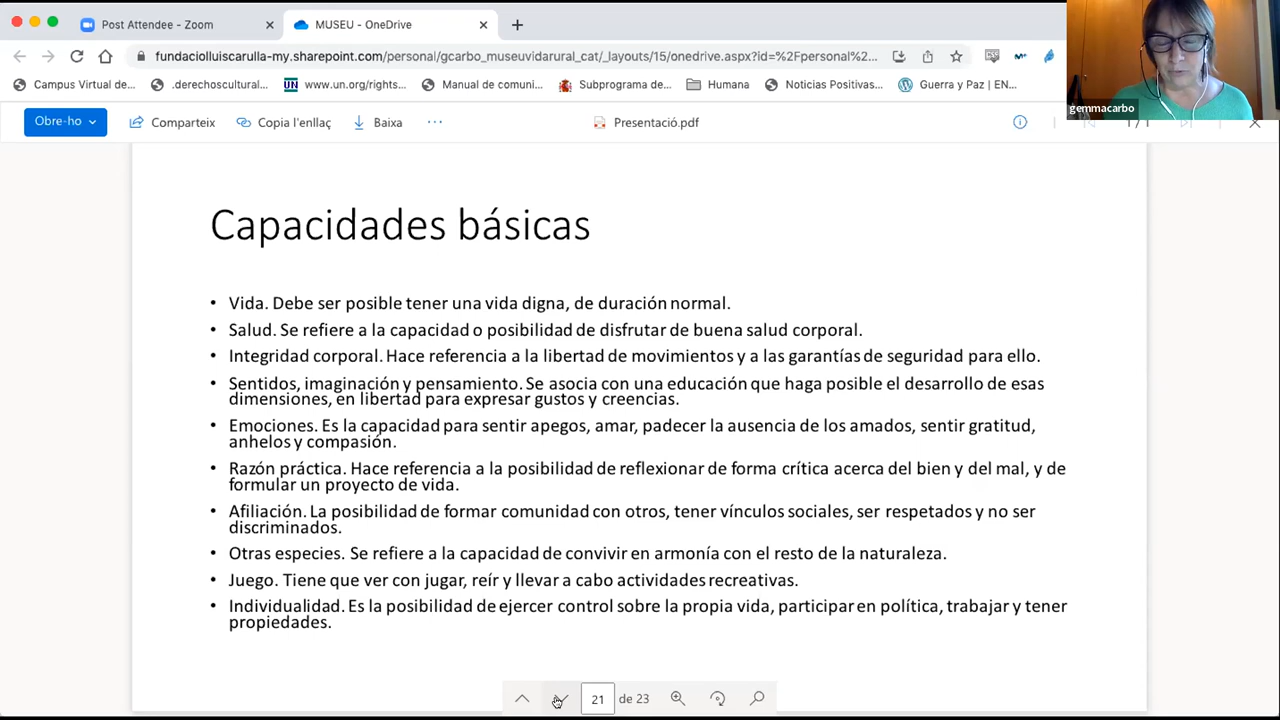 Post Attendee - Zoom
MUSEU - OneDrive
fundaciolluiscarulla-my.sharepoint.com/personal/gcarbo_museuvidarural_cat/_layouts/15/onedrive.aspx?id=%2Fpersonal%2...
Campus Virtual de...
.derechoscultural...
UN www.un.org/rights...
Manual de comuni...
Subprograma de...
Humana
Noticias Positivas...
Guerra y Paz | EN...
gemmacarbo
Obre-ho
Comparteix
Copia l'enllaç
Baixa
Presentació.pdf
1 / 1
Capacidades básicas
• Vida. Debe ser posible tener una vida digna, de duración normal.
• Salud. Se refiere a la capacidad o posibilidad de disfrutar de buena salud corporal.
• Integridad corporal. Hace referencia a la libertad de movimientos y a las garantías de seguridad para ello.
• Sentidos, imaginación y pensamiento. Se asocia con una educación que haga posible el desarrollo de esas
dimensiones, en libertad para expresar gustos y creencias.
• Emociones. Es la capacidad para sentir apegos, amar, padecer la ausencia de los amados, sentir gratitud,
anhelos y compasión.
• Razón práctica. Hace referencia a la posibilidad de reflexionar de forma crítica acerca del bien y del mal, y de
formular un proyecto de vida.
• Afiliación. La posibilidad de formar comunidad con otros, tener vínculos sociales, ser respetados y no ser
discriminados.
• Otras especies. Se refiere a la capacidad de convivir en armonía con el resto de la naturaleza.
• Juego. Tiene que ver con jugar, reír y llevar a cabo actividades recreativas.
• Individualidad. Es la posibilidad de ejercer control sobre la propia vida, participar en política, trabajar y tener
propiedades.
21 de 23